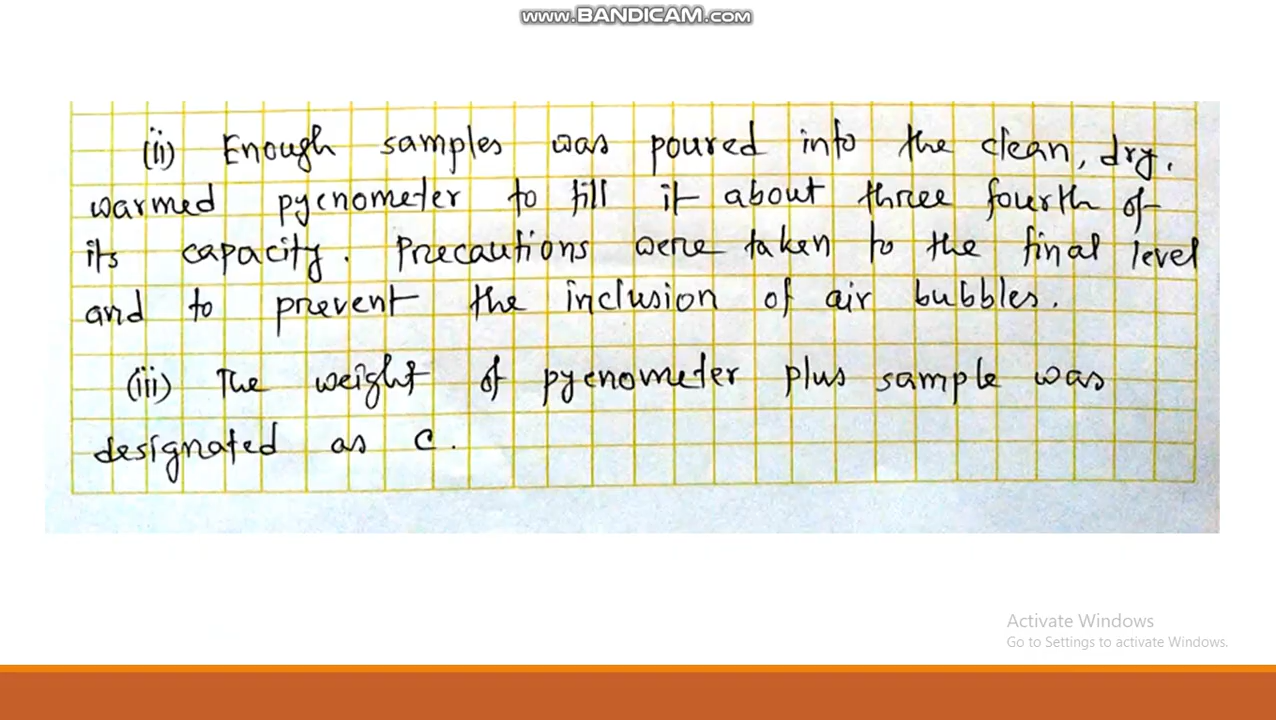 www.BANDICAM.com
(ii) Enough samples was poured into the clean, dry,
warmed pycnometer to fill it about three fourth of
its capacity. Precautions were taken to the final level
and to prevent the inclusion of air bubbles.
(iii) The weight of pycnometer plus sample was
designated as C.
Activate Windows
Go to Settings to activate Windows.